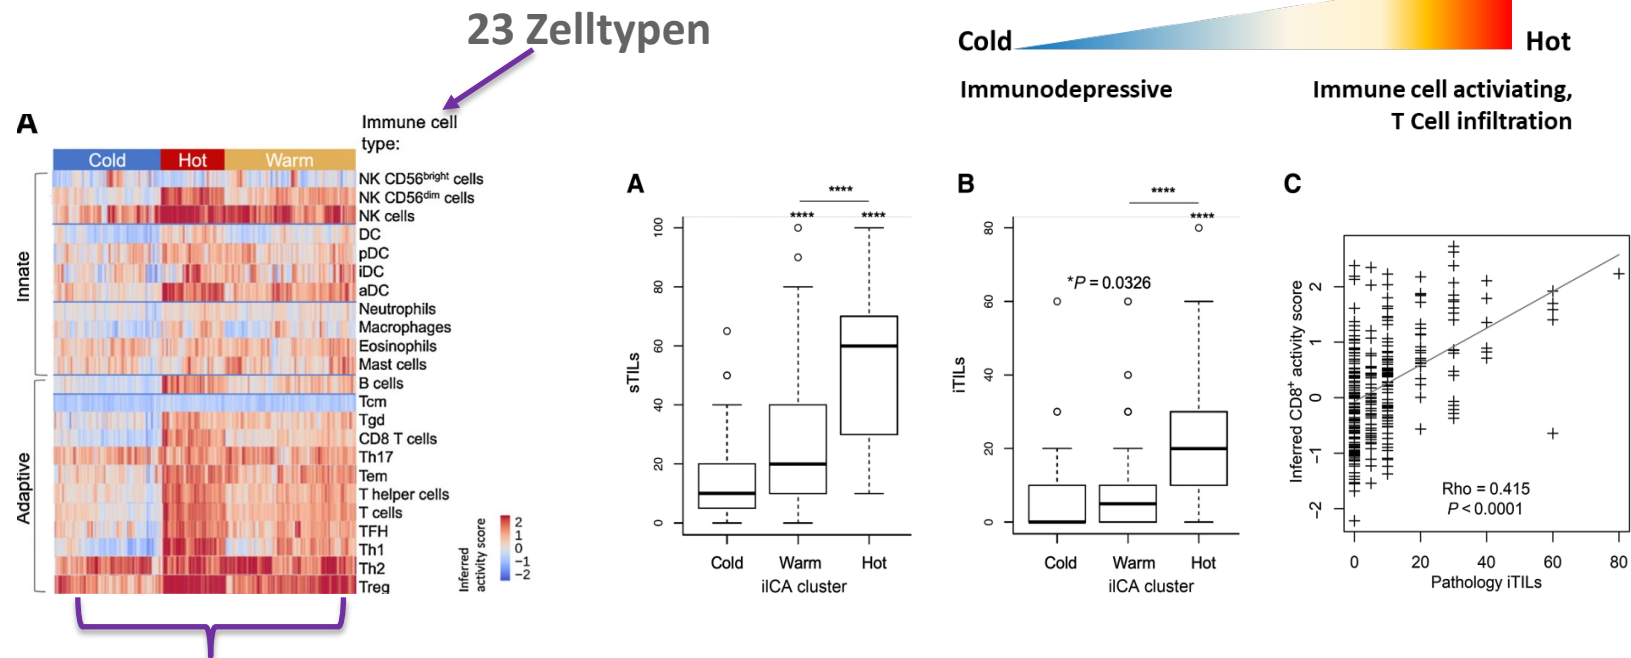 23 Zelltypen
Cold
Hot
Immunodepressive
Immune cell activiating,
T Cell infiltration
A
Immune cell
type:
Cold
Hot
Warm
Innate
Adaptive
NK CD56bright cells
NK CD56dim cells
NK cells
DC
pDC
iDC
aDC
Neutrophils
Macrophages
Eosinophils
Mast cells
B cells
Tcm
Tgd
CD8 T cells
Th17
Tem
T helper cells
T cells
TFH
Th1
Th2
Treg
Inferred
activity score
2
1
0
−1
−2
A
****
**** ****
sTILs
100
80
60
40
20
0
Cold Warm Hot
ilCA cluster
B
****
****
*P = 0.0326
iTILs
80
60
40
20
0
Cold Warm Hot
ilCA cluster
C
Inferred CD8+ activity score
2
1
0
−1
−2
Rho = 0.415
P < 0.0001
0 20 40 60 80
Pathology iTILs